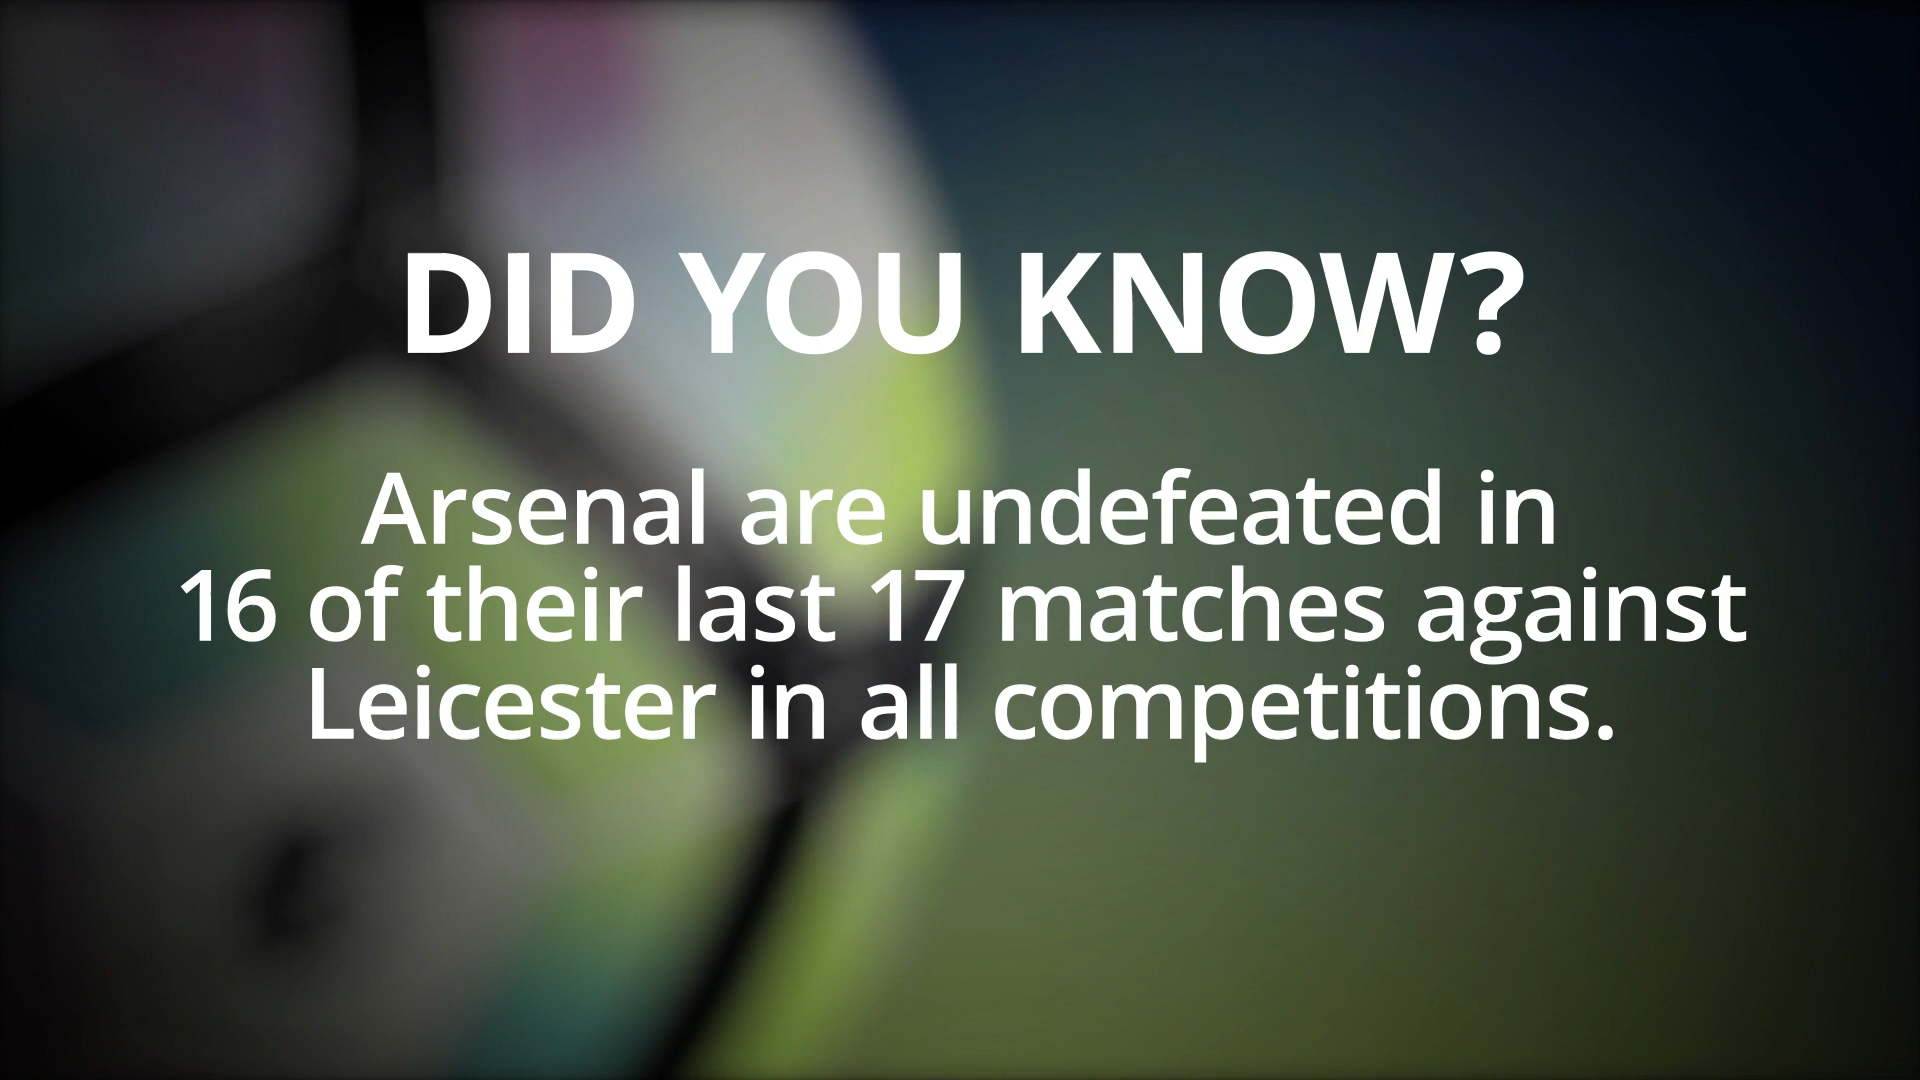 DID YOU KNOW?
Arsenal are undefeated in
16 of their last 17 matches against
Leicester in all competitions.